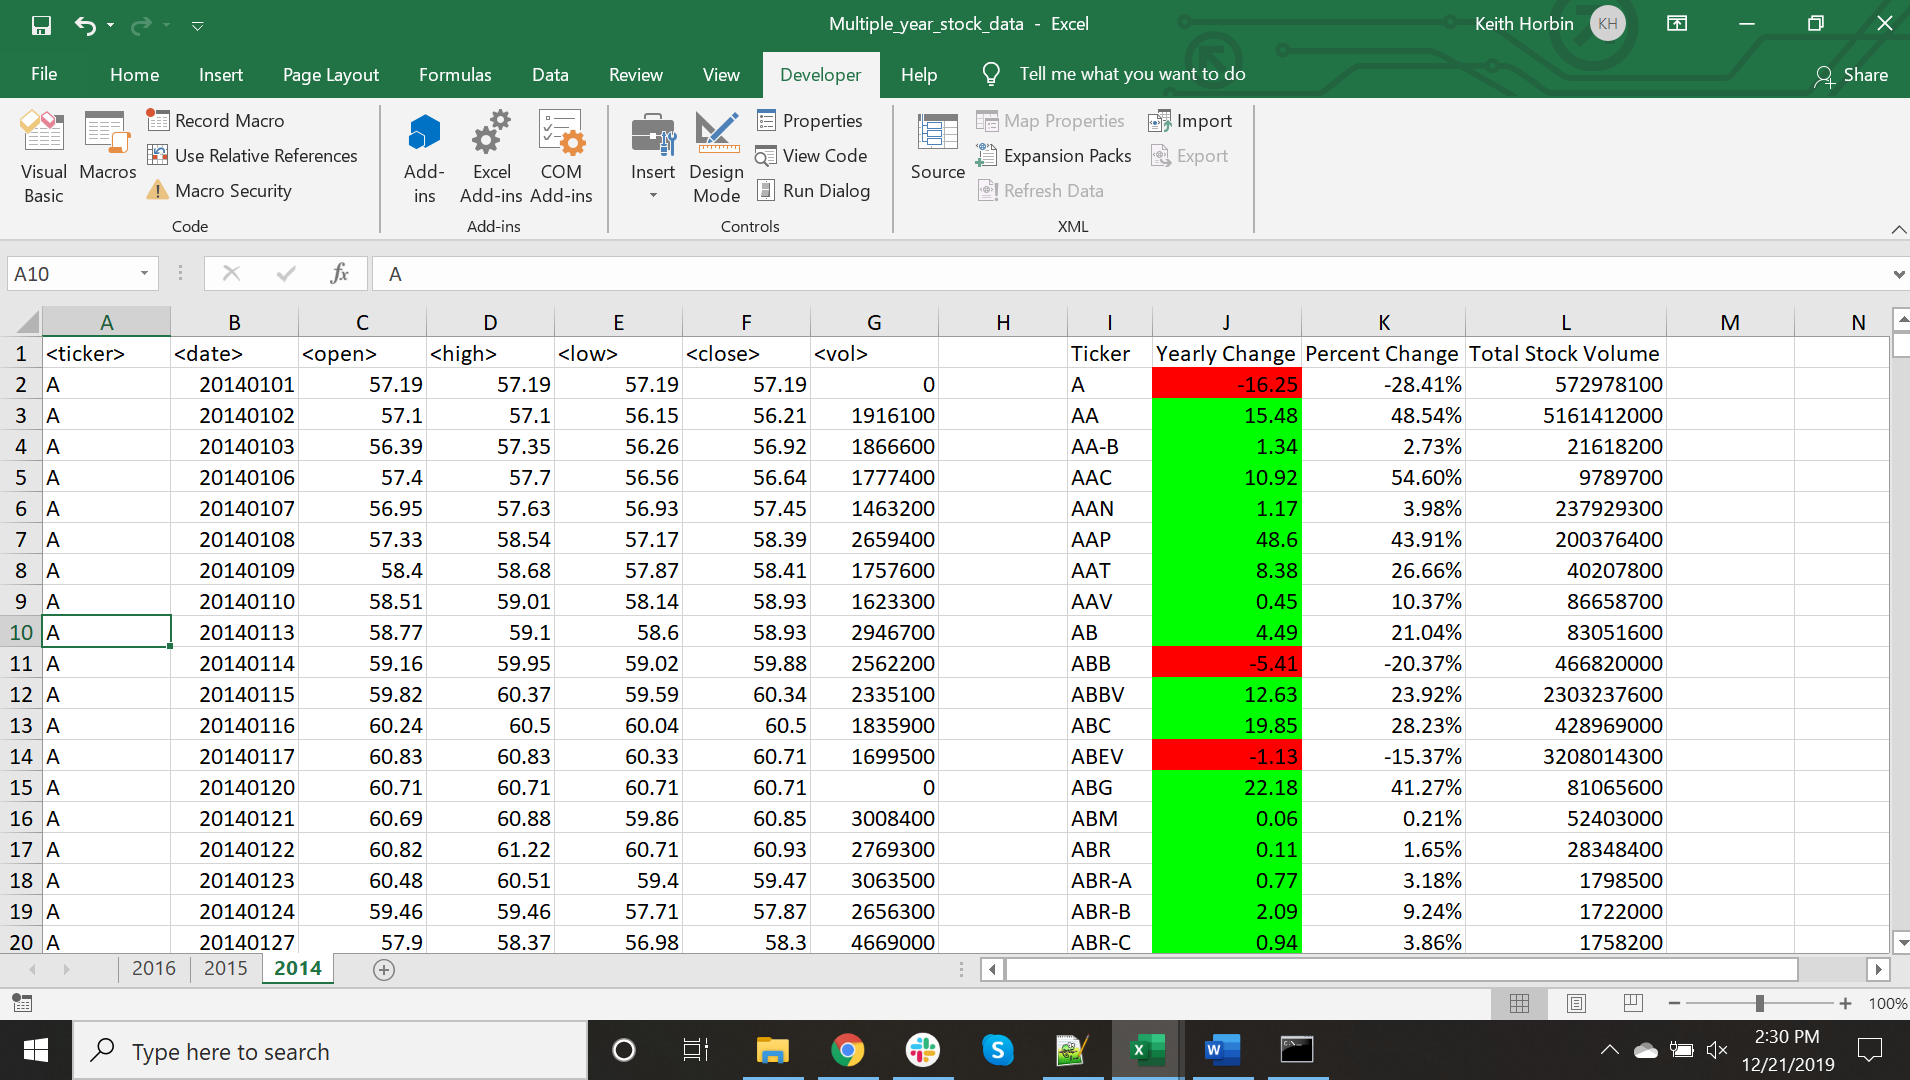 Multiple_year_stock_data - Excel
Keith Horbin KH
File Home Insert Page Layout Formulas Data Review View Developer Help Tell me what you want to do Share
Visual Basic
Macros
Record Macro
Use Relative References
Macro Security
Code
Add-ins
Excel Add-ins
COM Add-ins
Add-ins
Insert
Design Mode
Properties
View Code
Run Dialog
Controls
Source
Map Properties
Expansion Packs
Refresh Data
Import
Export
XML
A10 fx A
A B C D E F G H I J K L M N
1 <ticker> <date> <open> <high> <low> <close> <vol> Ticker Yearly Change Percent Change Total Stock Volume
2 A 20140101 57.19 57.19 57.19 57.19 0 A -16.25 -28.41% 572978100
3 A 20140102 57.1 57.1 56.15 56.21 1916100 AA 15.48 48.54% 5161412000
4 A 20140103 56.39 57.35 56.26 56.92 1866600 AA-B 1.34 2.73% 21618200
5 A 20140106 57.4 57.7 56.56 56.64 1777400 AAC 10.92 54.60% 9789700
6 A 20140107 56.95 57.63 56.93 57.45 1463200 AAN 1.17 3.98% 237929300
7 A 20140108 57.33 58.54 57.17 58.39 2659400 AAP 48.6 43.91% 200376400
8 A 20140109 58.4 58.68 57.87 58.41 1757600 AAT 8.38 26.66% 40207800
9 A 20140110 58.51 59.01 58.14 58.93 1623300 AAV 0.45 10.37% 86658700
10 A 20140113 58.77 59.1 58.6 58.93 2946700 AB 4.49 21.04% 83051600
11 A 20140114 59.16 59.95 59.02 59.88 2562200 ABB -5.41 -20.37% 466820000
12 A 20140115 59.82 60.37 59.59 60.34 2335100 ABBV 12.63 23.92% 2303237600
13 A 20140116 60.24 60.5 60.04 60.5 1835900 ABC 19.85 28.23% 428969000
14 A 20140117 60.83 60.83 60.33 60.71 1699500 ABEV -1.13 -15.37% 3208014300
15 A 20140120 60.71 60.71 60.71 60.71 0 ABG 22.18 41.27% 81065600
16 A 20140121 60.69 60.88 59.86 60.85 3008400 ABM 0.06 0.21% 52403000
17 A 20140122 60.82 61.22 60.71 60.93 2769300 ABR 0.11 1.65% 28348400
18 A 20140123 60.48 60.51 59.4 59.47 3063500 ABR-A 0.77 3.18% 1798500
19 A 20140124 59.46 59.46 57.71 57.87 2656300 ABR-B 2.09 9.24% 1722000
20 A 20140127 57.9 58.37 56.98 58.3 4669000 ABR-C 0.94 3.86% 1758200
2016 2015 2014
100%
Type here to search
2:30 PM
12/21/2019